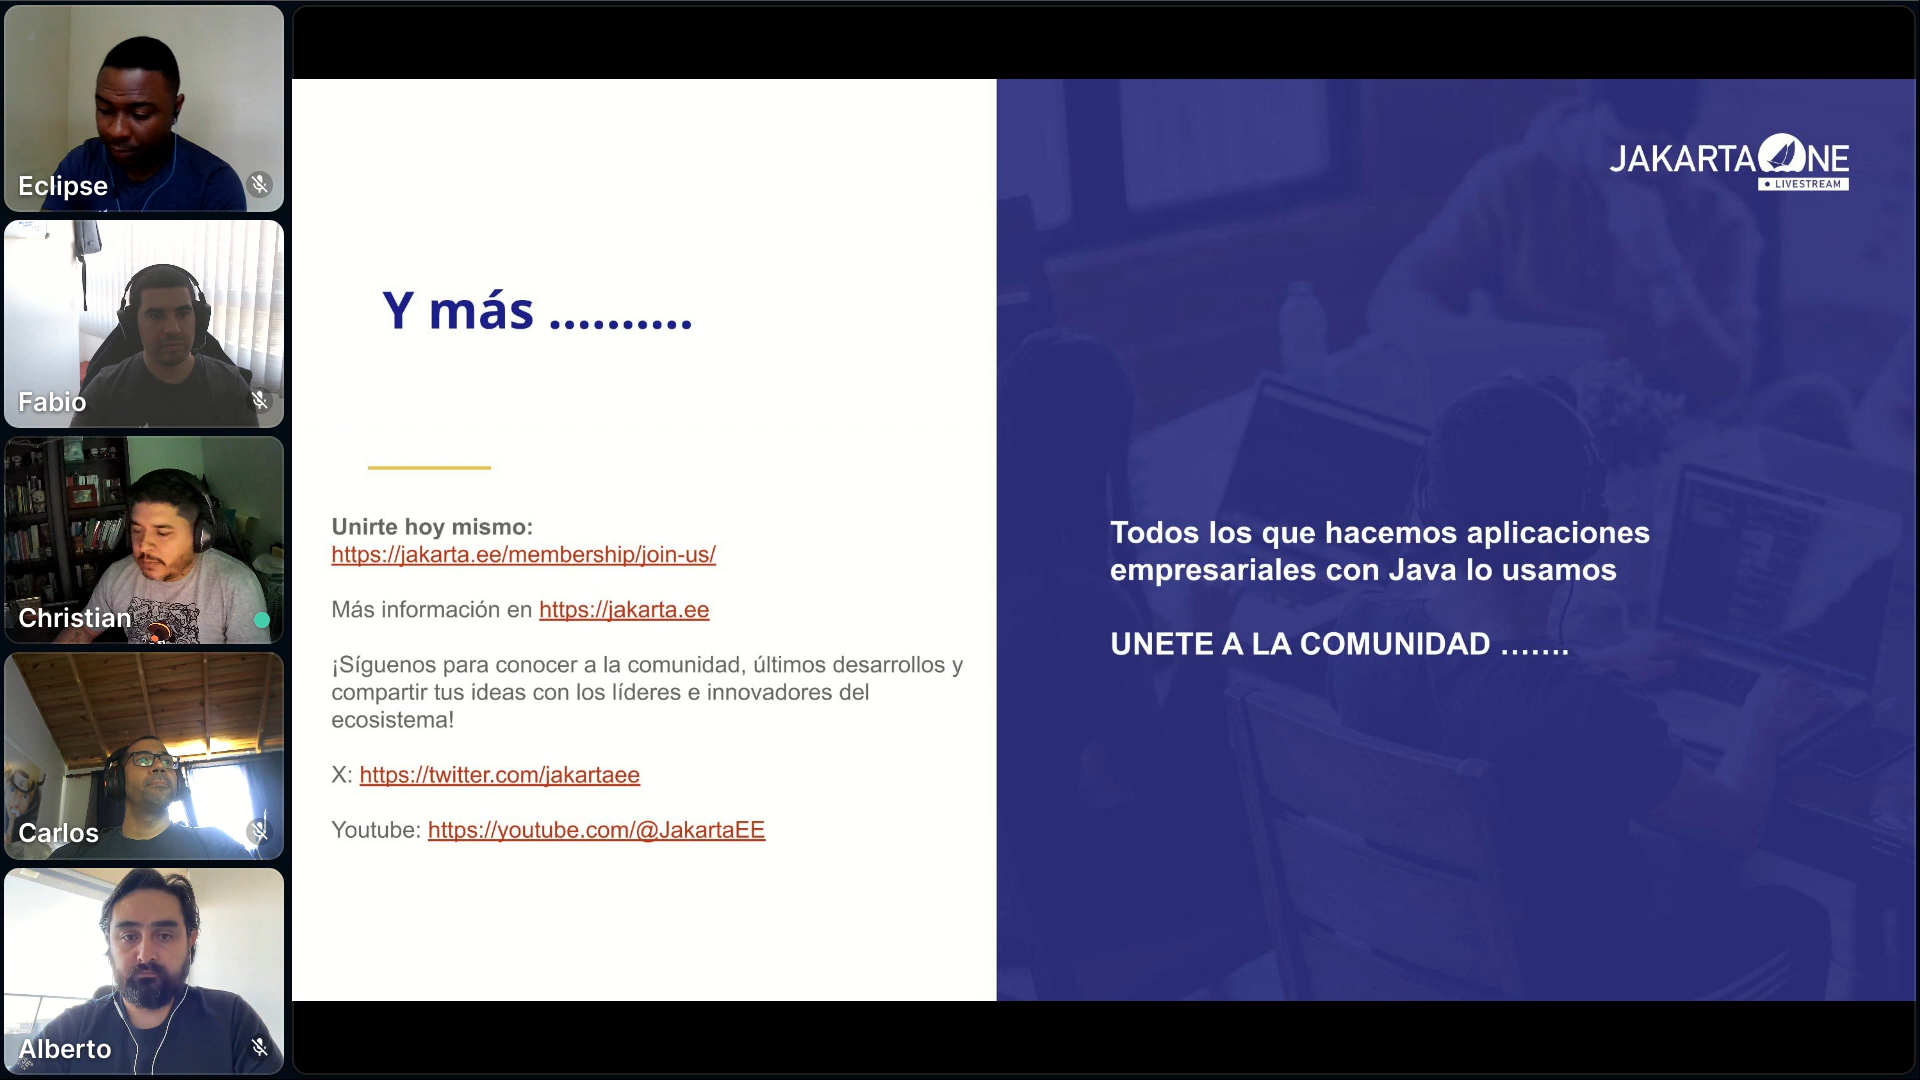 Eclipse
Fabio
Christian
Carlos
Alberto
Y más ..........
Unirte hoy mismo:
https://jakarta.ee/membership/join-us/
Más información en https://jakarta.ee
¡Síguenos para conocer a la comunidad, últimos desarrollos y
compartir tus ideas con los líderes e innovadores del
ecosistema!
X: https://twitter.com/jakartaee
Youtube: https://youtube.com/@JakartaEE
JAKARTAONE
• LIVESTREAM
Todos los que hacemos aplicaciones
empresariales con Java lo usamos
UNETE A LA COMUNIDAD .......